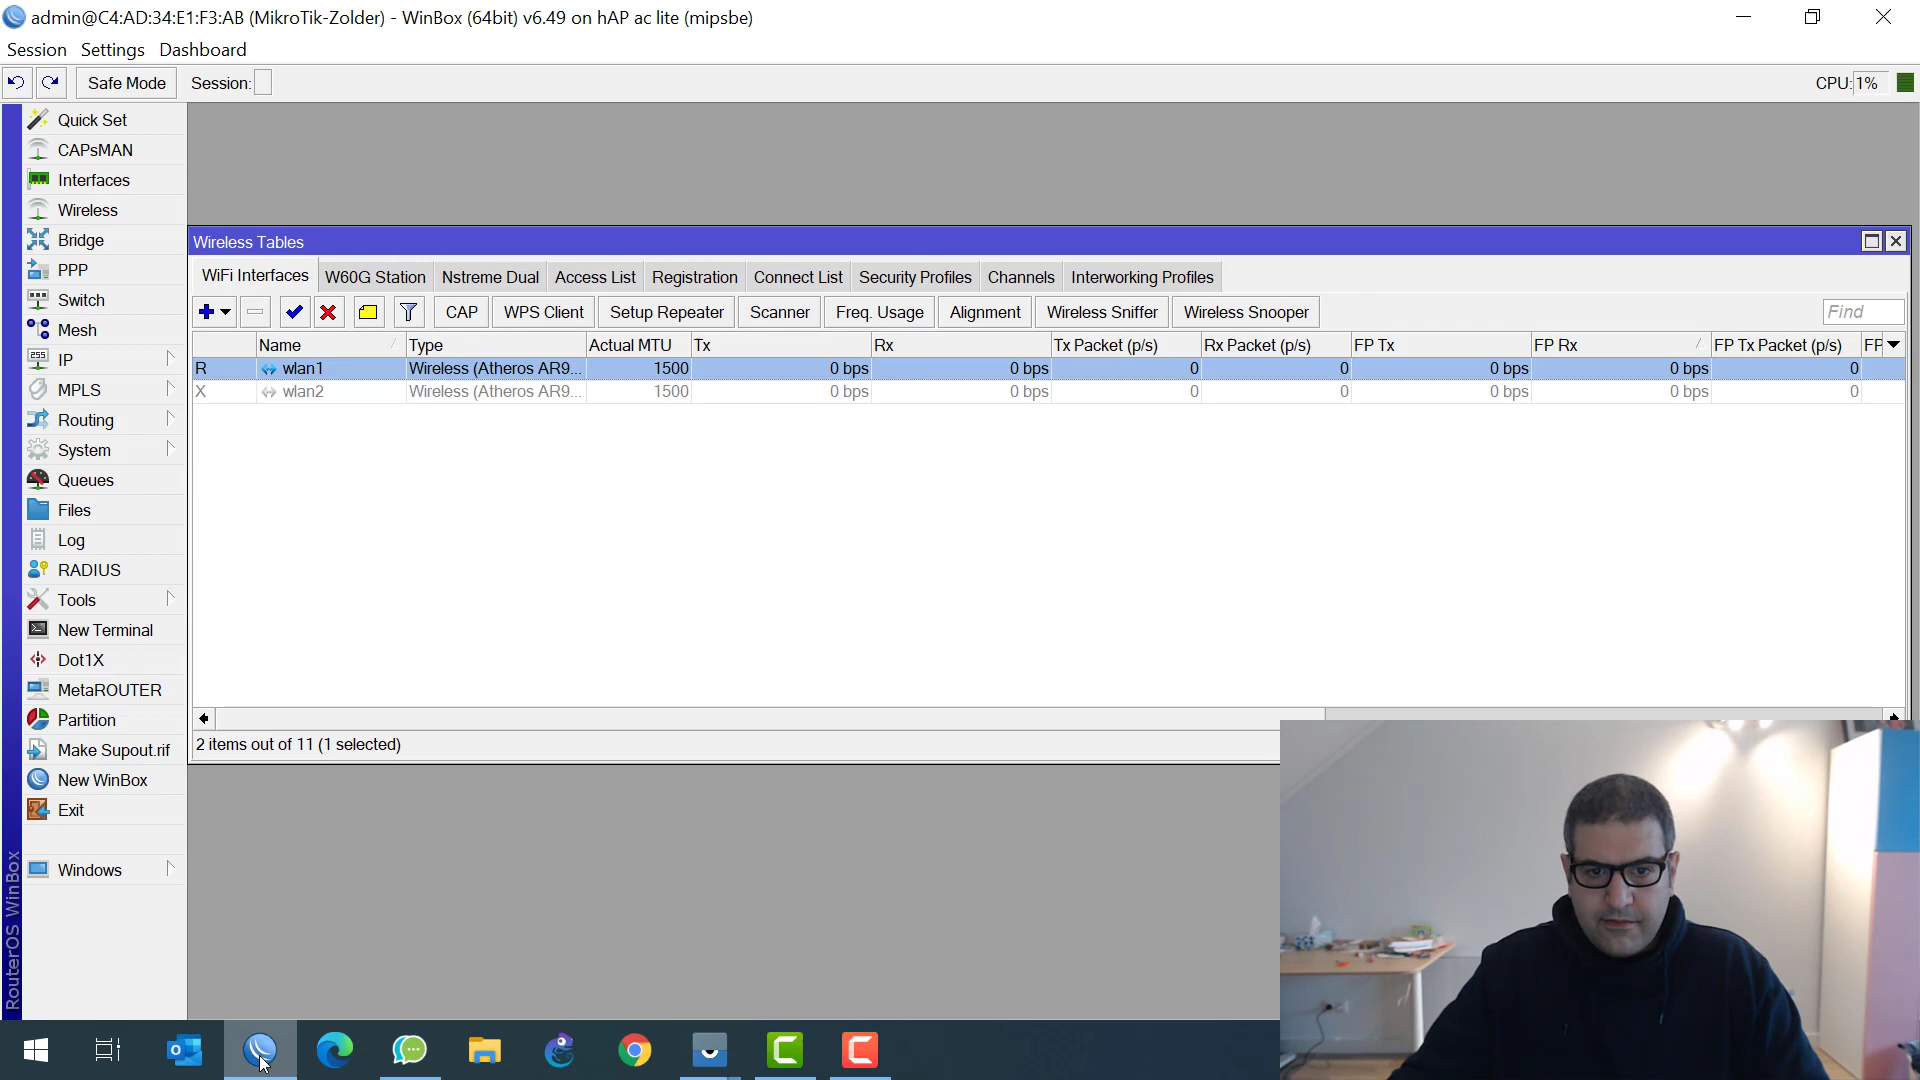 admin@C4:AD:34:E1:F3:AB (MikroTik-Zolder) - WinBox (64bit) v6.49 on hAP ac lite (mipsbe)
Session Settings Dashboard
Safe Mode Session: CPU: 1%
Quick Set
CAPsMAN
Interfaces
Wireless
Bridge
PPP
Switch
Mesh
IP
MPLS
Routing
System
Queues
Files
Log
RADIUS
Tools
New Terminal
Dot1X
MetaROUTER
Partition
Make Supout.rif
New WinBox
Exit
Windows
RouterOS WinBox
Wireless Tables
WiFi Interfaces W60G Station Nstreme Dual Access List Registration Connect List Security Profiles Channels Interworking Profiles
CAP WPS Client Setup Repeater Scanner Freq. Usage Alignment Wireless Sniffer Wireless Snooper Find
Name Type Actual MTU Tx Rx Tx Packet (p/s) Rx Packet (p/s) FP Tx FP Rx FP Tx Packet (p/s) FP
R wlan1 Wireless (Atheros AR9... 1500 0 bps 0 bps 0 0 0 bps 0 bps 0
X wlan2 Wireless (Atheros AR9... 1500 0 bps 0 bps 0 0 0 bps 0 bps 0
2 items out of 11 (1 selected)